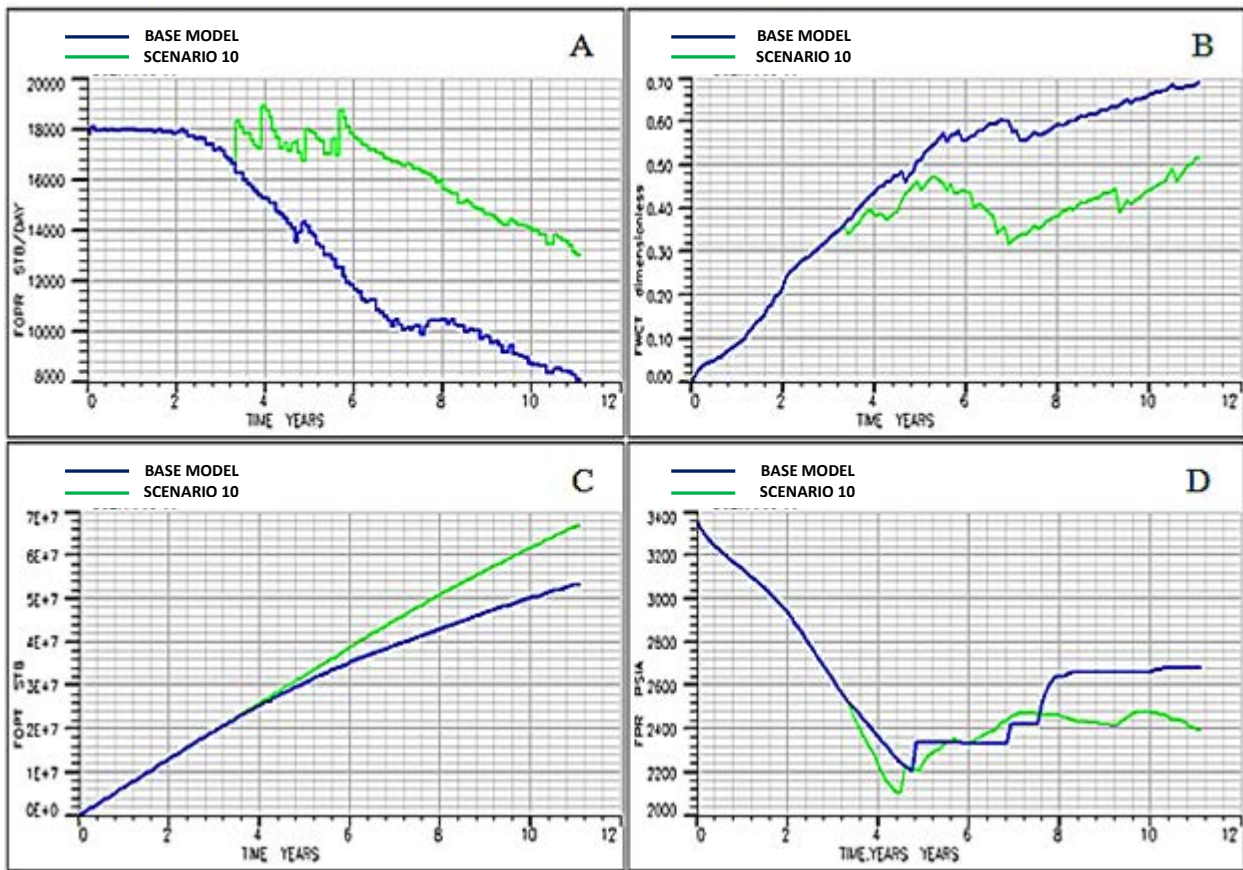 BASE MODEL
SCENARIO 10
A
20000
18000
16000
14000
12000
10000
8000
FOPR STB/DAY
0 2 4 6 8 10 12
TIME YEARS
BASE MODEL
SCENARIO 10
B
0.70
0.60
0.50
0.40
0.30
0.20
0.10
0.00
FWCT dimensionless
0 2 4 6 8 10 12
TIME YEARS
BASE MODEL
SCENARIO 10
C
7E+7
6E+7
5E+7
4E+7
3E+7
2E+7
1E+7
0E+0
FOPT STB
0 2 4 6 8 10 12
TIME YEARS
BASE MODEL
SCENARIO 10
D
3400
3200
3000
2800
2600
2400
2200
2000
FPR PSIA
0 2 4 6 8 10 12
TIME.YEARS YEARS